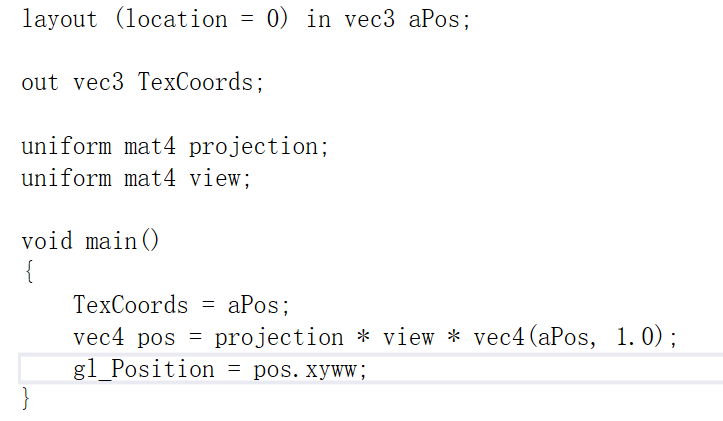 layout (location = 0) in vec3 aPos;
out vec3 TexCoords;
uniform mat4 projection;
uniform mat4 view;
void main()
{
TexCoords = aPos;
vec4 pos = projection * view * vec4(aPos, 1.0);
gl_Position = pos.xyww;
}